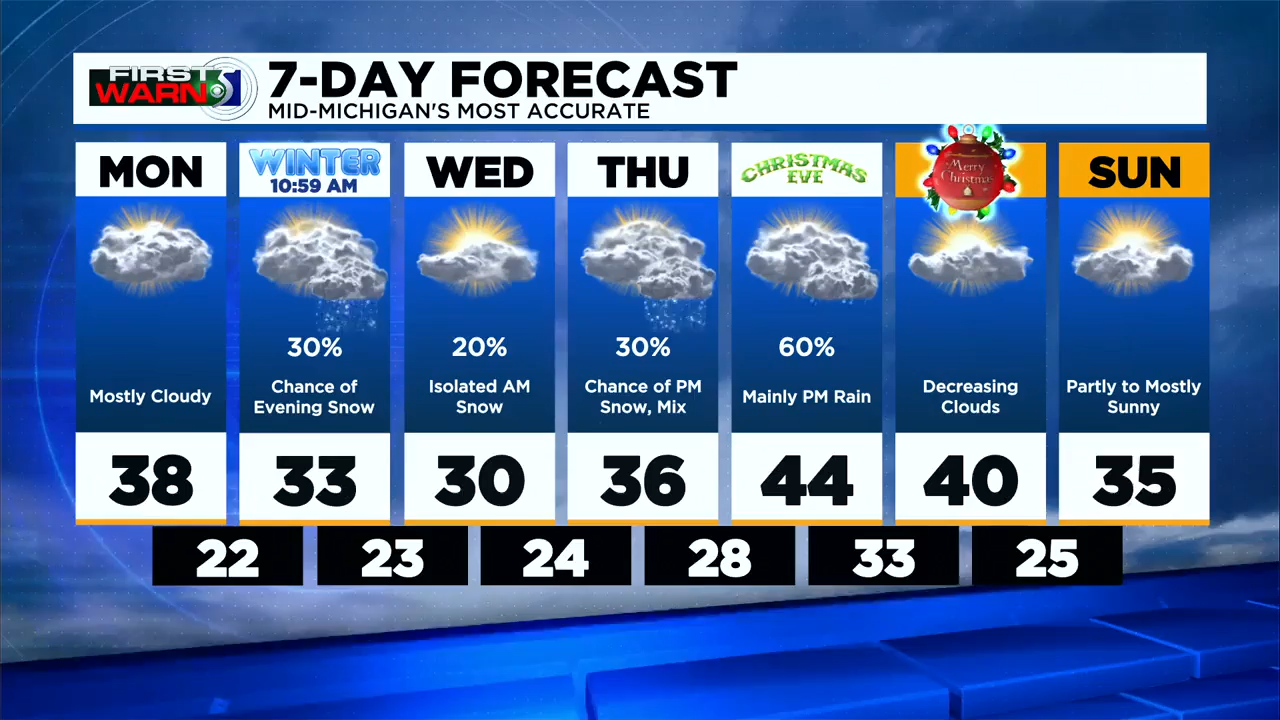 FIRST
WARN 5
7-DAY FORECAST
MID-MICHIGAN'S MOST ACCURATE
MON
Mostly Cloudy
38
WINTER
10:59 AM
30%
Chance of
Evening Snow
33
WED
20%
Isolated AM
Snow
30
THU
30%
Chance of PM
Snow, Mix
36
CHRISTMAS
EVE
60%
Mainly PM Rain
44
Merry
Christmas
Decreasing
Clouds
40
SUN
Partly to Mostly
Sunny
35
22
23
24
28
33
25